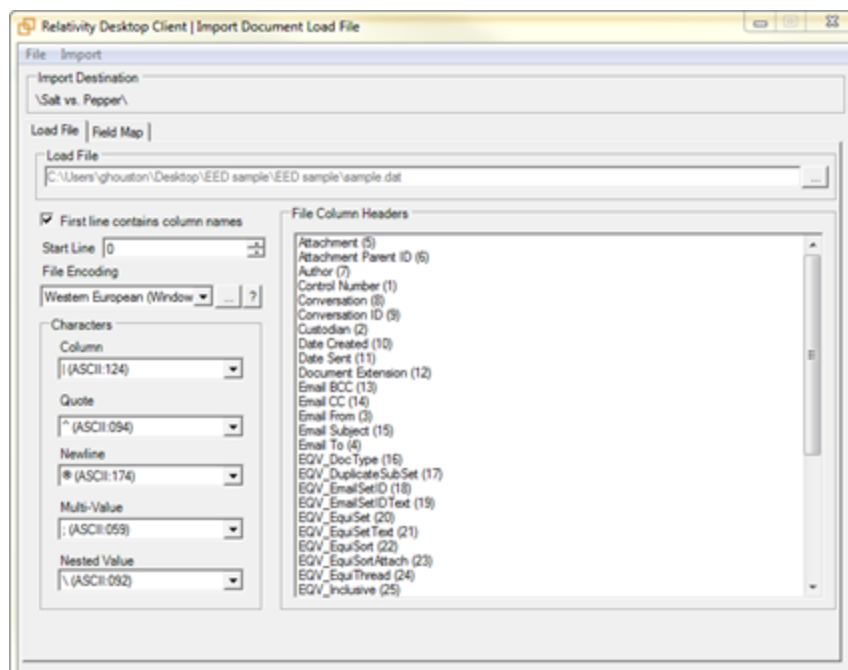 Relativity Desktop Client | Import Document Load File
File Import
Import Destination
\Salt vs. Pepper\
Load File Field Map
Load File
C:\Users\ghouston\Desktop\EED sample\EED sample\sample.dat ...
First line contains column names
Start Line 0
File Encoding
Western European (Window ... ?
Characters
Column
| (ASCII:124)
Quote
^ (ASCII:094)
Newline
® (ASCII:174)
Multi-Value
; (ASCII:059)
Nested Value
\ (ASCII:092)
File Column Headers
Attachment (5)
Attachment Parent ID (6)
Author (7)
Control Number (1)
Conversation (8)
Conversation ID (9)
Custodian (2)
Date Created (10)
Date Sent (11)
Document Extension (12)
Email BCC (13)
Email CC (14)
Email From (3)
Email Subject (15)
Email To (4)
EQV_DocType (16)
EQV_DuplicateSubSet (17)
EQV_EmailSetID (18)
EQV_EmailSetIDText (19)
EQV_EquiSet (20)
EQV_EquiSetText (21)
EQV_EquiSort (22)
EQV_EquiSortAttach (23)
EQV_EquiThread (24)
EQV_Inclusive (25)